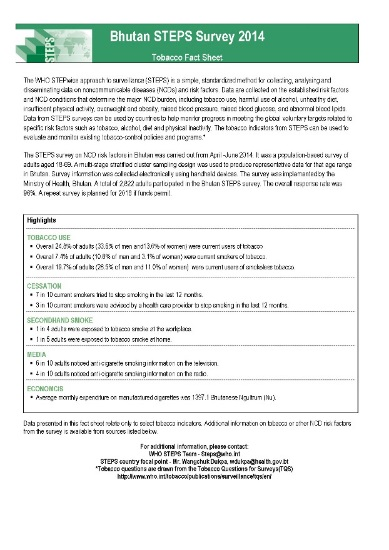 STEPS
Bhutan STEPS Survey 2014
Tobacco Fact Sheet
The WHO STEPwise approach to surveillance (STEPS) is a simple, standardized method for collecting, analysing and
disseminating data on noncommunicable diseases (NCDs) and risk factors. Data are collected on the established risk factors
and NCD conditions that determine the major NCD burden, including tobacco use, harmful use of alcohol, unhealthy diet,
insufficient physical activity, overweight and obesity, raised blood pressure, raised blood glucose, and abnormal blood lipids.
Data from STEPS surveys can be used by countries to help monitor progress in meeting the global voluntary targets related to
specific risk factors such as tobacco, alcohol, diet and physical inactivity. The tobacco indicators from STEPS can be used to
evaluate and monitor existing tobacco-control policies and programs.*
The STEPS survey on NCD risk factors in Bhutan was carried out from April-June 2014. It was a population-based survey of
adults aged 18-69. A multi-stage stratified cluster sampling design was used to produce representative data for that age range
in Bhutan. Survey information was collected electronically using handheld devices. The survey was implemented by the
Ministry of Health, Bhutan. A total of 2,822 adults participated in the Bhutan STEPS survey. The overall response rate was
96%. A repeat survey is planned for 2018 if funds permit.
Highlights
TOBACCO USE
• Overall 24.8% of adults (33.6% of men and 13.6% of women) were current users of tobacco
• Overall 7.4% of adults (10.8% of men and 3.1% of women) were current smokers of tobacco.
• Overall 19.7% of adults (26.5% of men and 11.0% of women) were current users of smokeless tobacco.
CESSATION
• 7 in 10 current smokers tried to stop smoking in the last 12 months.
• 3 in 10 current smokers were advised by a health care provider to stop smoking in the last 12 months.
SECONDHAND SMOKE
• 1 in 4 adults were exposed to tobacco smoke at the workplace.
• 1 in 5 adults were exposed to tobacco smoke at home.
MEDIA
• 6 in 10 adults noticed anti-cigarette smoking information on the television.
• 4 in 10 adults noticed anti-cigarette smoking information on the radio.
ECONOMICS
• Average monthly expenditure on manufactured cigarettes was 1397.1 Bhutanese Ngultrum (Nu).
Data presented in this fact sheet relate only to select tobacco indicators. Additional information on tobacco or other NCD risk factors
from the survey is available from sources listed below.
For additional information, please contact:
WHO STEPS Team - Steps@who.int
STEPS country focal point - Mr. Wangchuk Dukpa, wdukpa@health.gov.bt
*Tobacco questions are drawn from the Tobacco Questions for Surveys(TQS)
http://www.who.int/tobacco/publications/surveillance/tqs/en/